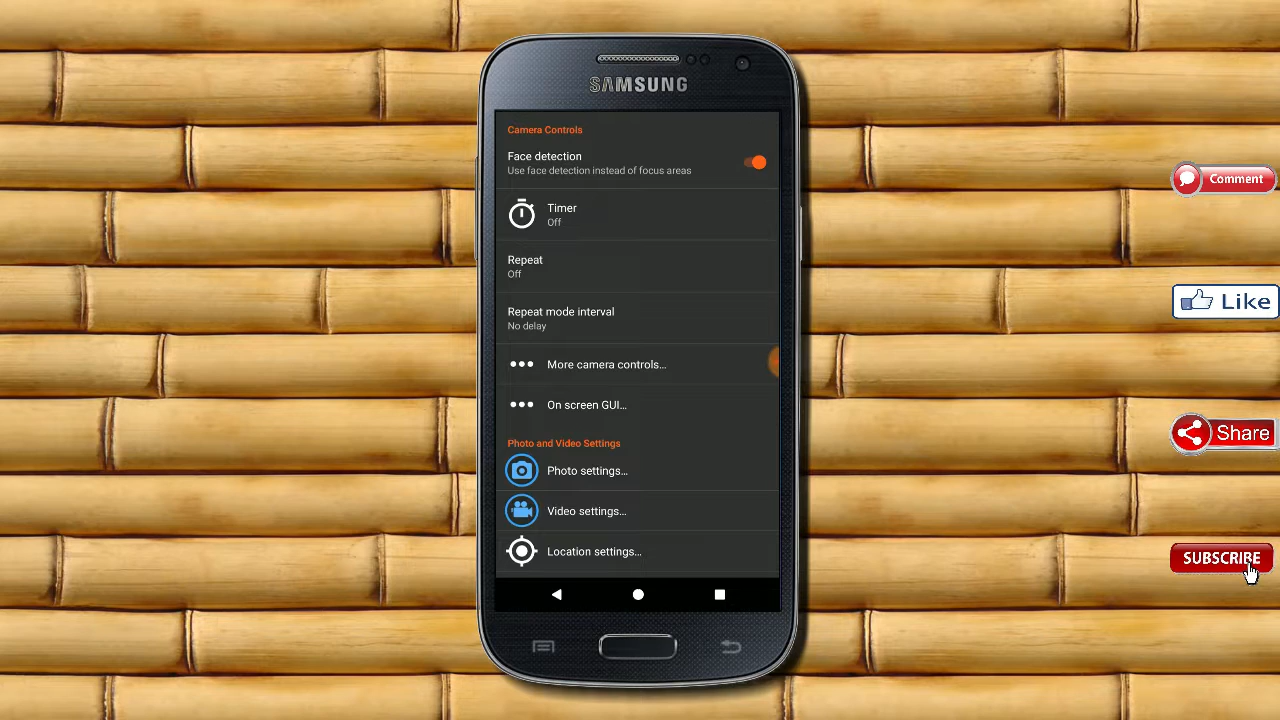 SAMSUNG
Camera Controls
Face detection
Use face detection instead of focus areas
Timer
Off
Repeat
Off
Repeat mode interval
No delay
More camera controls...
On screen GUI...
Photo and Video Settings
Photo settings...
Video settings...
Location settings...
Comment
Like
Share
SUBSCRIBE